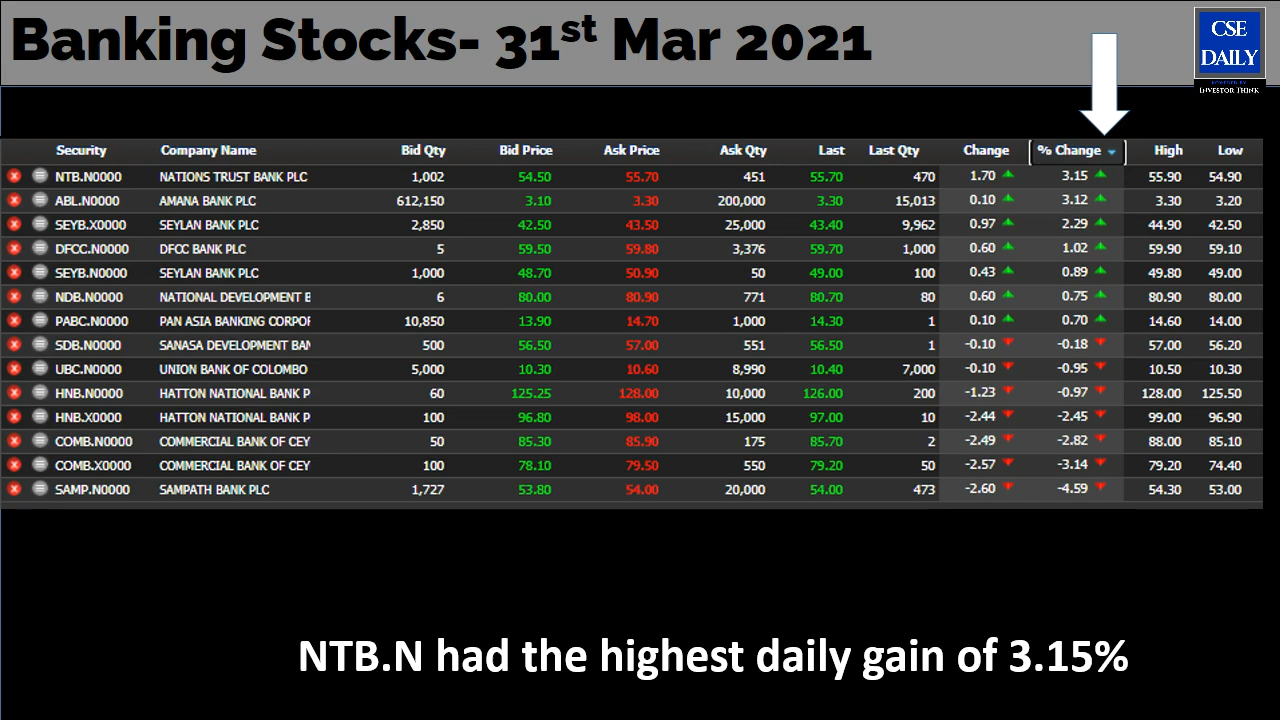 Banking Stocks- 31st Mar 2021
CSE
DAILY
POWERED BY
INVESTOR THINK
Security Company Name Bid Qty Bid Price Ask Price Ask Qty Last Last Qty Change % Change High Low
NTB.N0000 NATIONS TRUST BANK PLC 1,002 54.50 55.70 451 55.70 470 1.70 3.15 55.90 54.90
ABL.N0000 AMANA BANK PLC 612,150 3.10 3.30 200,000 3.30 15,013 0.10 3.12 3.30 3.20
SEYB.X0000 SEYLAN BANK PLC 2,850 42.50 43.50 25,000 43.40 9,962 0.97 2.29 44.90 42.50
DFCC.N0000 DFCC BANK PLC 5 59.50 59.80 3,376 59.70 1,000 0.60 1.02 59.90 59.10
SEYB.N0000 SEYLAN BANK PLC 1,000 48.70 50.90 50 49.00 100 0.43 0.89 49.80 49.00
NDB.N0000 NATIONAL DEVELOPMENT B 6 80.00 80.90 771 80.70 80 0.60 0.75 80.90 80.00
PABC.N0000 PAN ASIA BANKING CORPOR 10,850 13.90 14.70 1,000 14.30 1 0.10 0.70 14.60 14.00
SDB.N0000 SANASA DEVELOPMENT BAN 500 56.50 57.00 551 56.50 1 -0.10 -0.18 57.00 56.20
UBC.N0000 UNION BANK OF COLOMBO 5,000 10.30 10.60 8,990 10.40 7,000 -0.10 -0.95 10.50 10.30
HNB.N0000 HATTON NATIONAL BANK P 60 125.25 128.00 10,000 126.00 200 -1.23 -0.97 128.00 125.50
HNB.X0000 HATTON NATIONAL BANK P 100 96.80 98.00 15,000 97.00 10 -2.44 -2.45 99.00 96.90
COMB.N0000 COMMERCIAL BANK OF CEY 50 85.30 85.90 175 85.70 2 -2.49 -2.82 88.00 85.10
COMB.X0000 COMMERCIAL BANK OF CEY 100 78.10 79.50 550 79.20 50 -2.57 -3.14 79.20 74.40
SAMP.N0000 SAMPATH BANK PLC 1,727 53.80 54.00 20,000 54.00 473 -2.60 -4.59 54.30 53.00
NTB.N had the highest daily gain of 3.15%